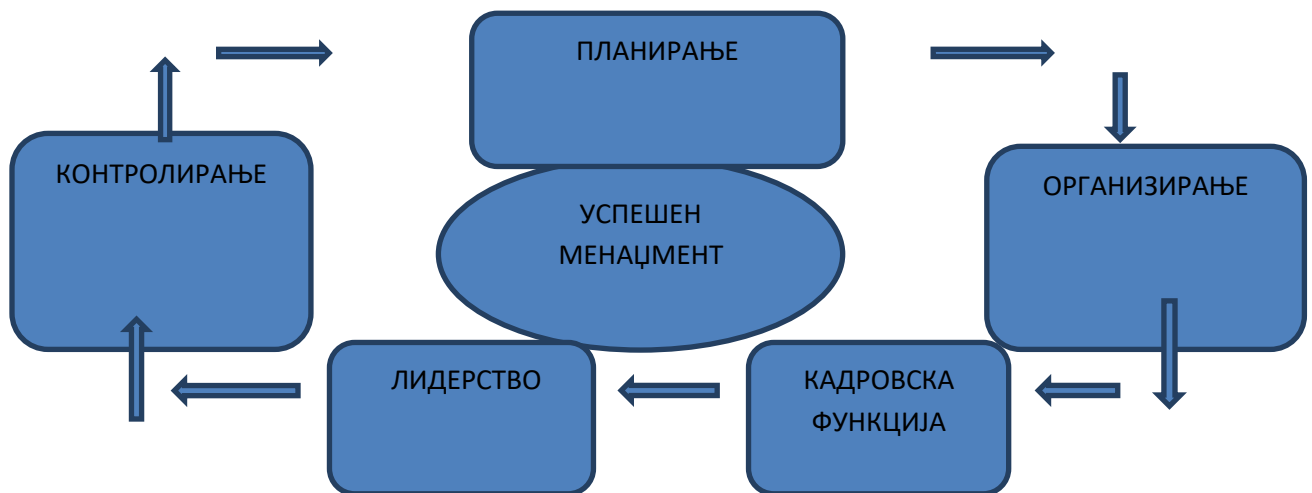 ПЛАНИРАЊЕ
КОНТРОЛИРАЊЕ
ОРГАНИЗИРАЊЕ
УСПЕШЕН
МЕНАЏМЕНТ
ЛИДЕРСТВО
КАДРОВСКА
ФУНКЦИЈА